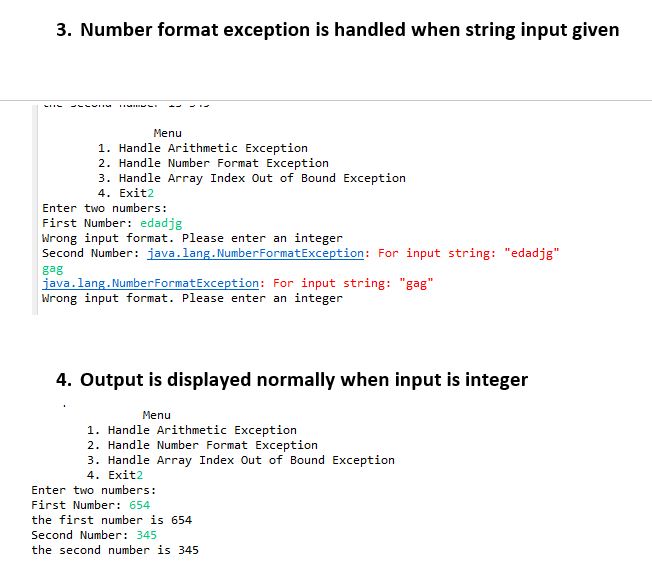 3. Number format exception is handled when string input given
Menu
1. Handle Arithmetic Exception
2. Handle Number Format Exception
3. Handle Array Index Out of Bound Exception
4. Exit2
Enter two numbers:
First Number: edadjg
Wrong input format. Please enter an integer
Second Number: java.lang.NumberFormatException: For input string: "edadjg"
gag
java.lang.NumberFormatException: For input string: "gag"
Wrong input format. Please enter an integer
4. Output is displayed normally when input is integer
Menu
1. Handle Arithmetic Exception
2. Handle Number Format Exception
3. Handle Array Index Out of Bound Exception
4. Exit2
Enter two numbers:
First Number: 654
the first number is 654
Second Number: 345
the second number is 345